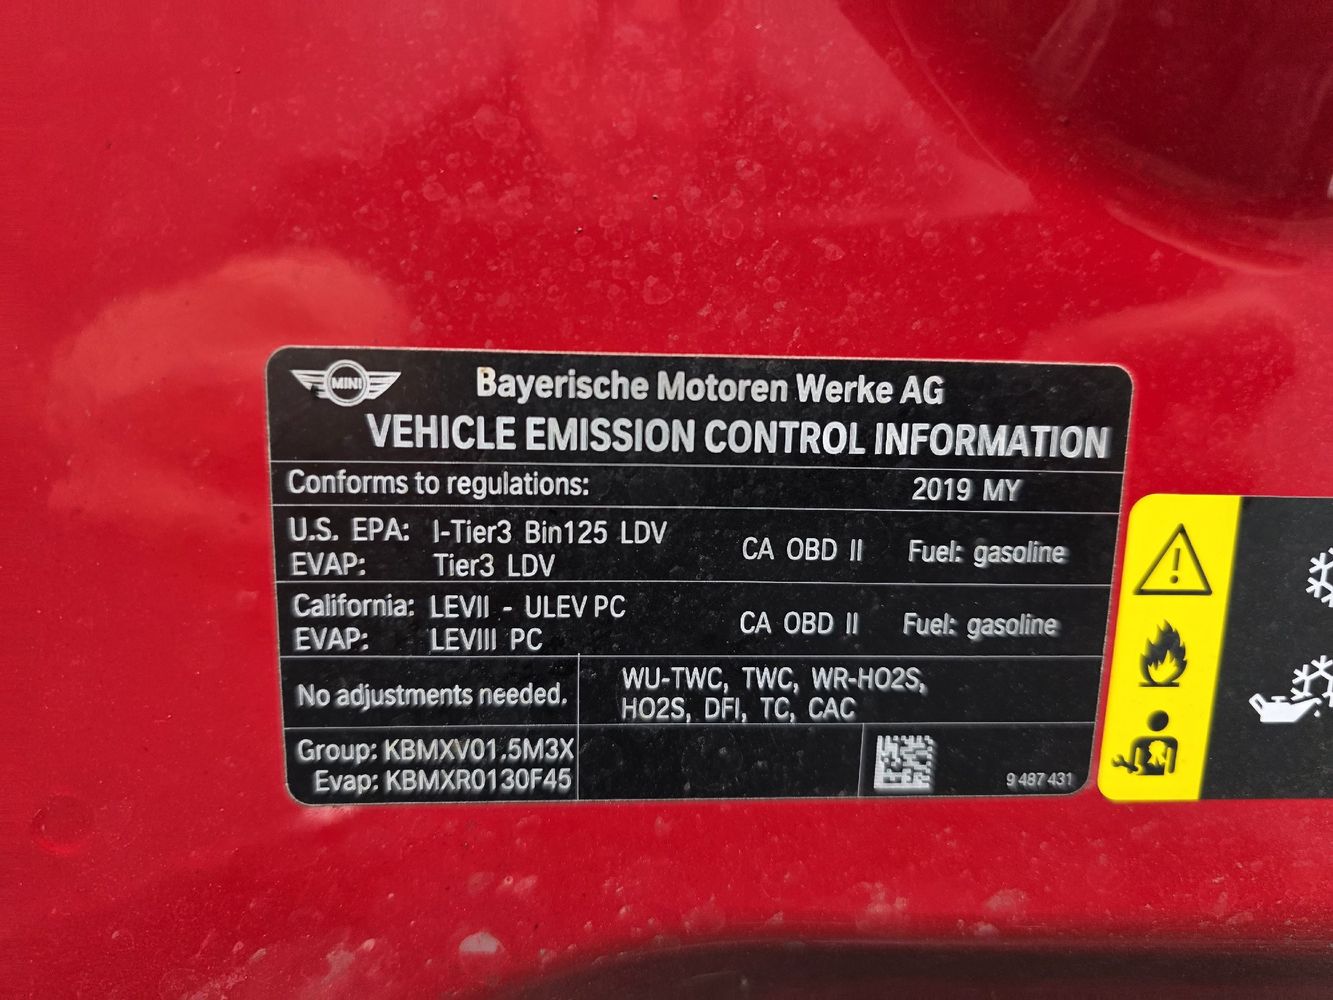 MINI
Bayerische Motoren Werke AG
VEHICLE EMISSION CONTROL INFORMATION
Conforms to regulations: 2019 MY
U.S. EPA: I-Tier3 Bin125 LDV
EVAP: Tier3 LDV
CA OBD II Fuel: gasoline
California: LEVII - ULEV PC
EVAP: LEVIII PC
CA OBD II Fuel: gasoline
No adjustments needed.
WU-TWC, TWC, WR-HO2S,
HO2S, DFI, TC, CAC
Group: KBMXV01.5M3X
Evap: KBMXR0130F45
9 487 431